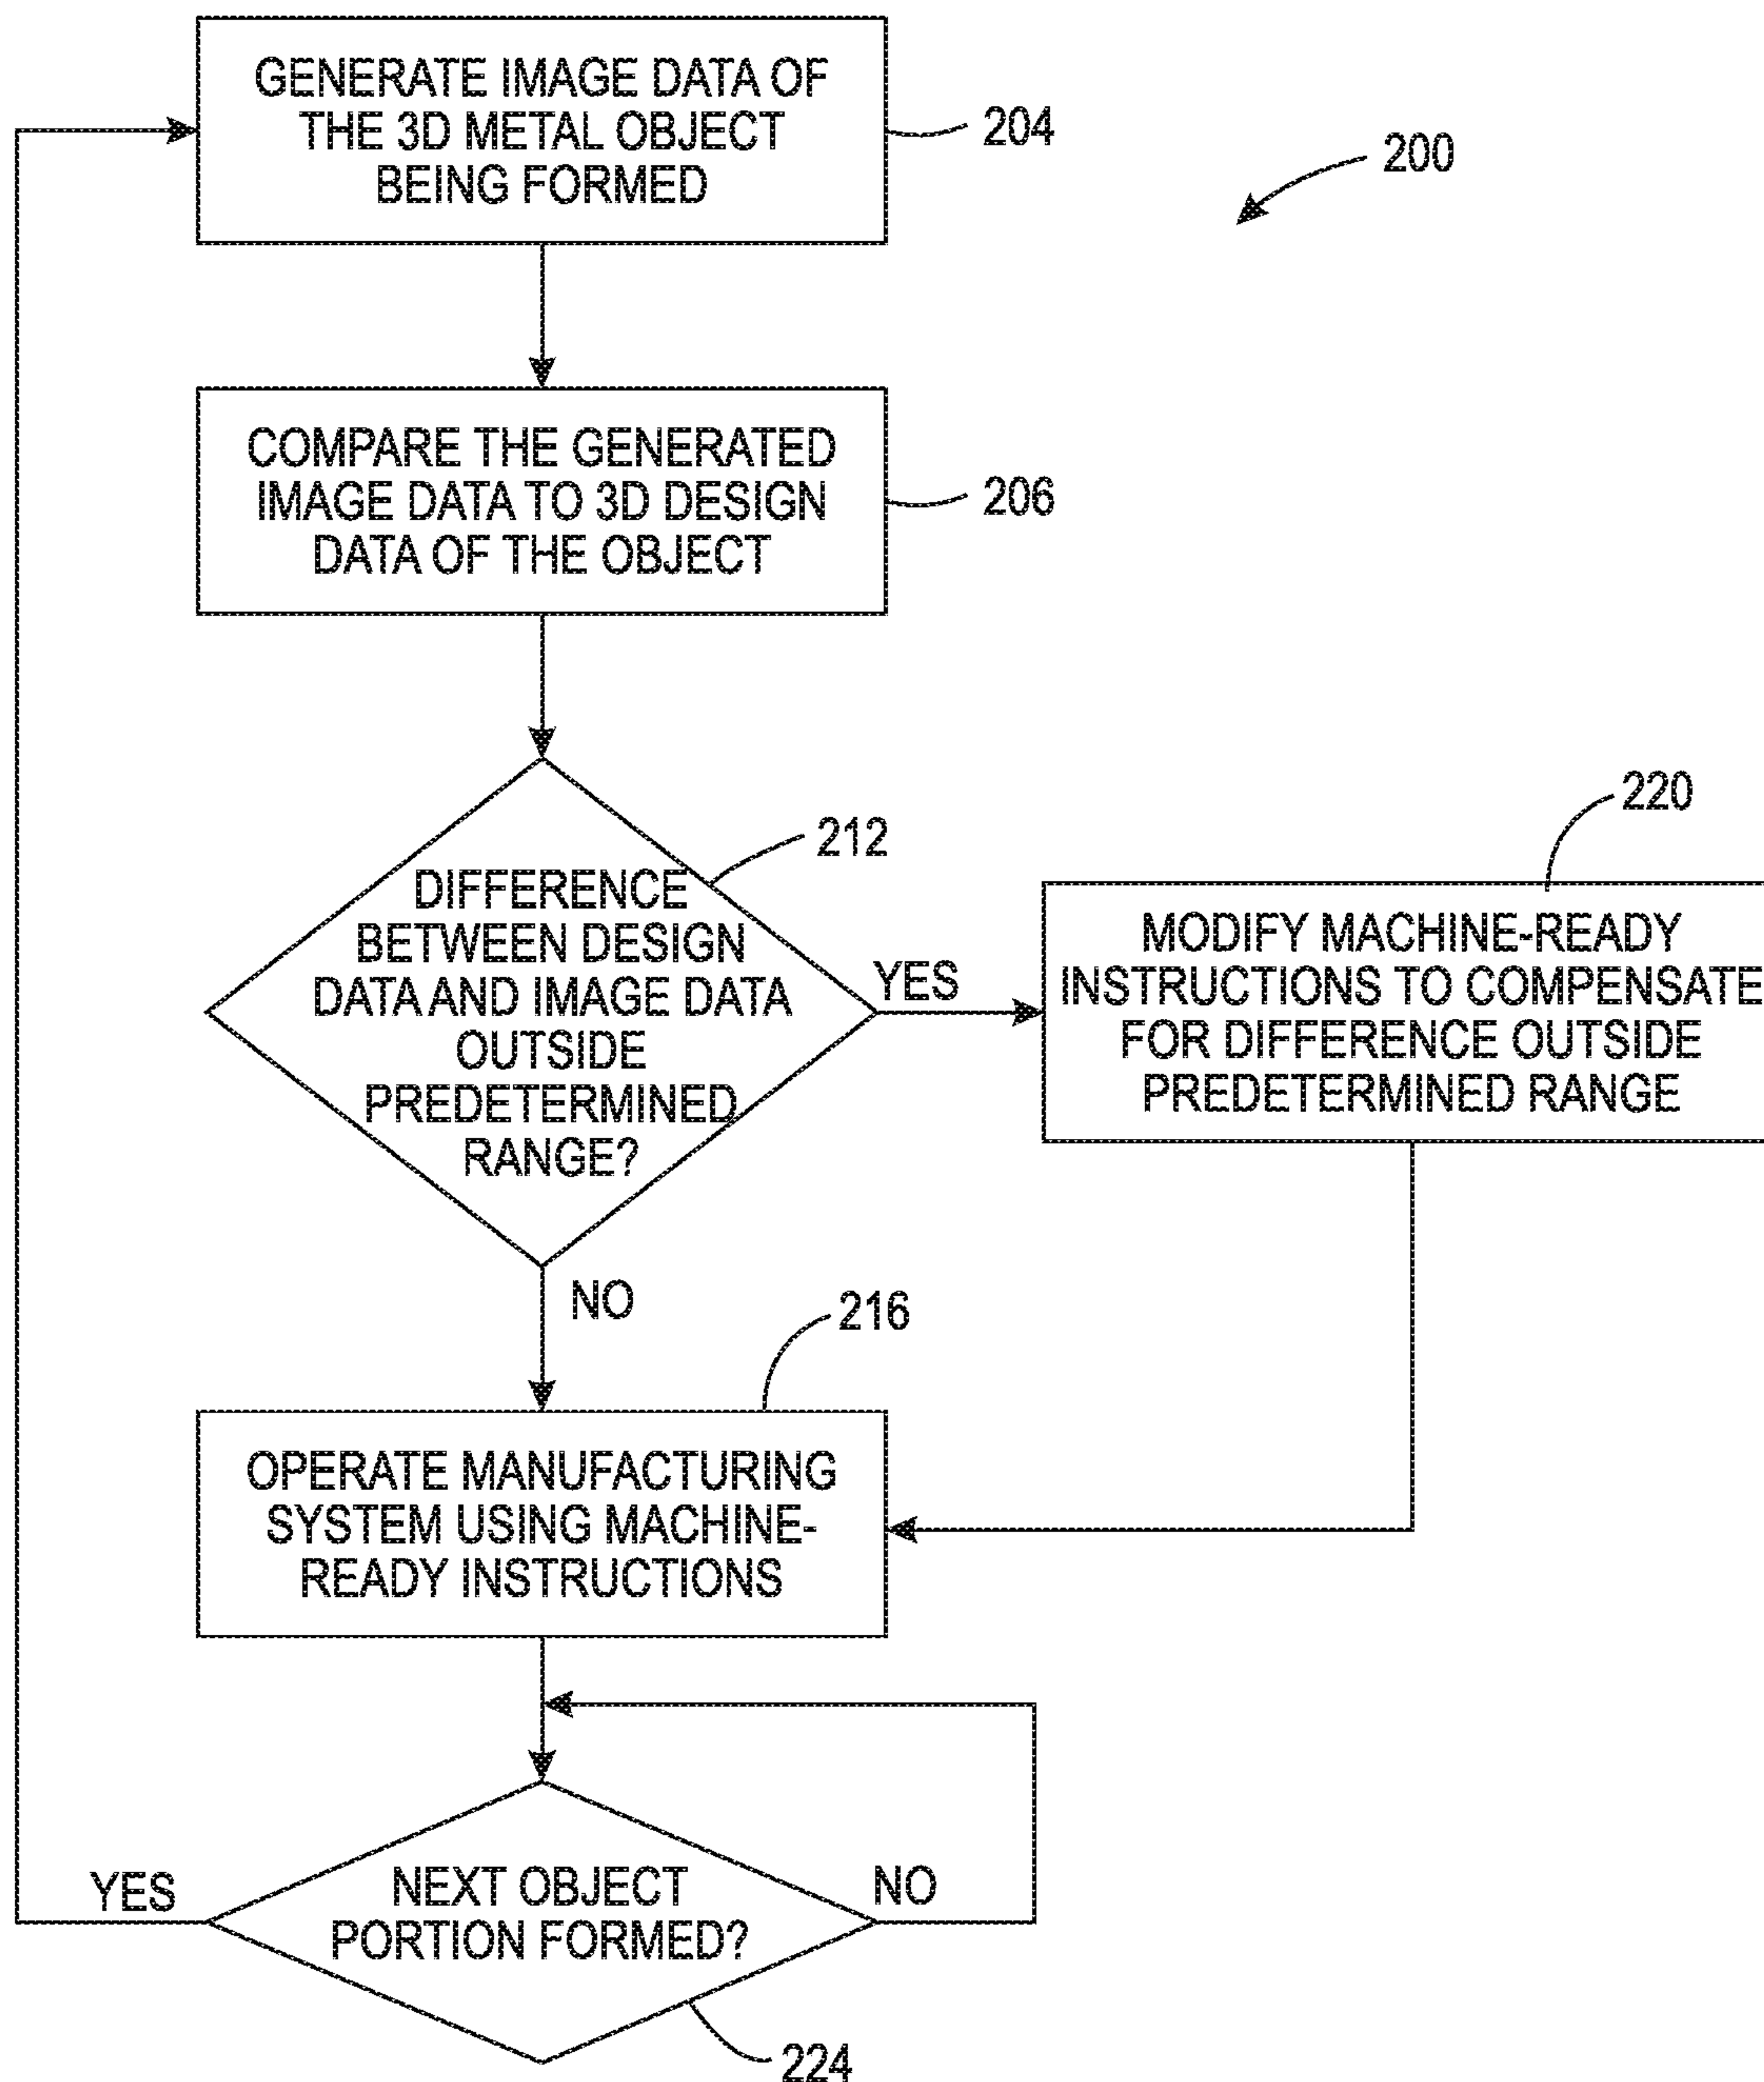 GENERATE IMAGE DATA OF
THE 3D METAL OBJECT
BEING FORMED
204
200
COMPARE THE GENERATED
IMAGE DATA TO 3D DESIGN
DATA OF THE OBJECT
206
DIFFERENCE
BETWEEN DESIGN
DATA AND IMAGE DATA
OUTSIDE
PREDETERMINED
RANGE?
212
YES
220
MODIFY MACHINE-READY
INSTRUCTIONS TO COMPENSATE
FOR DIFFERENCE OUTSIDE
PREDETERMINED RANGE
NO
216
OPERATE MANUFACTURING
SYSTEM USING MACHINE-
READY INSTRUCTIONS
YES
NEXT OBJECT
PORTION FORMED?
NO
224